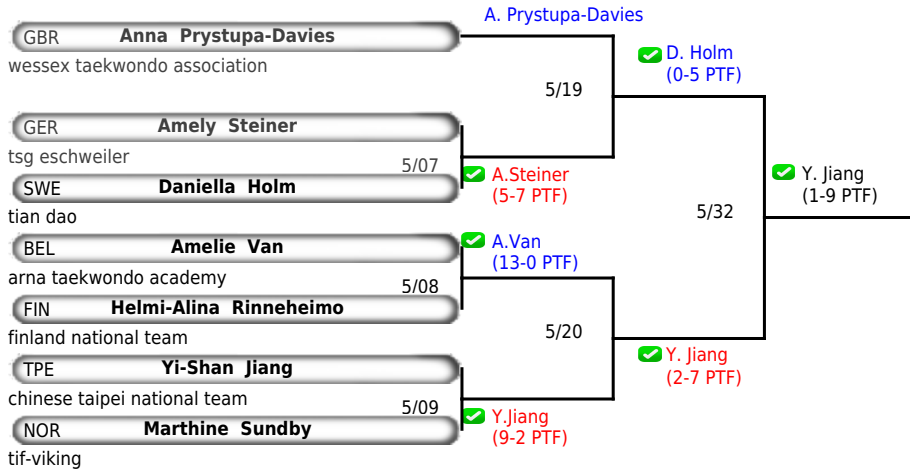 A. Prystupa-Davies
GBR Anna Prystupa-Davies
wessex taekwondo association
D. Holm
(0-5 PTF)
5/19
GER Amely Steiner
tsg eschweiler
5/07
A.Steiner
(5-7 PTF)
SWE Daniella Holm
tian dao
Y. Jiang
(1-9 PTF)
5/32
BEL Amelie Van
arna taekwondo academy
A.Van
(13-0 PTF)
5/08
FIN Helmi-Alina Rinneheimo
finland national team
5/20
TPE Yi-Shan Jiang
chinese taipei national team
Y. Jiang
(2-7 PTF)
5/09
Y.Jiang
(9-2 PTF)
NOR Marthine Sundby
tif-viking